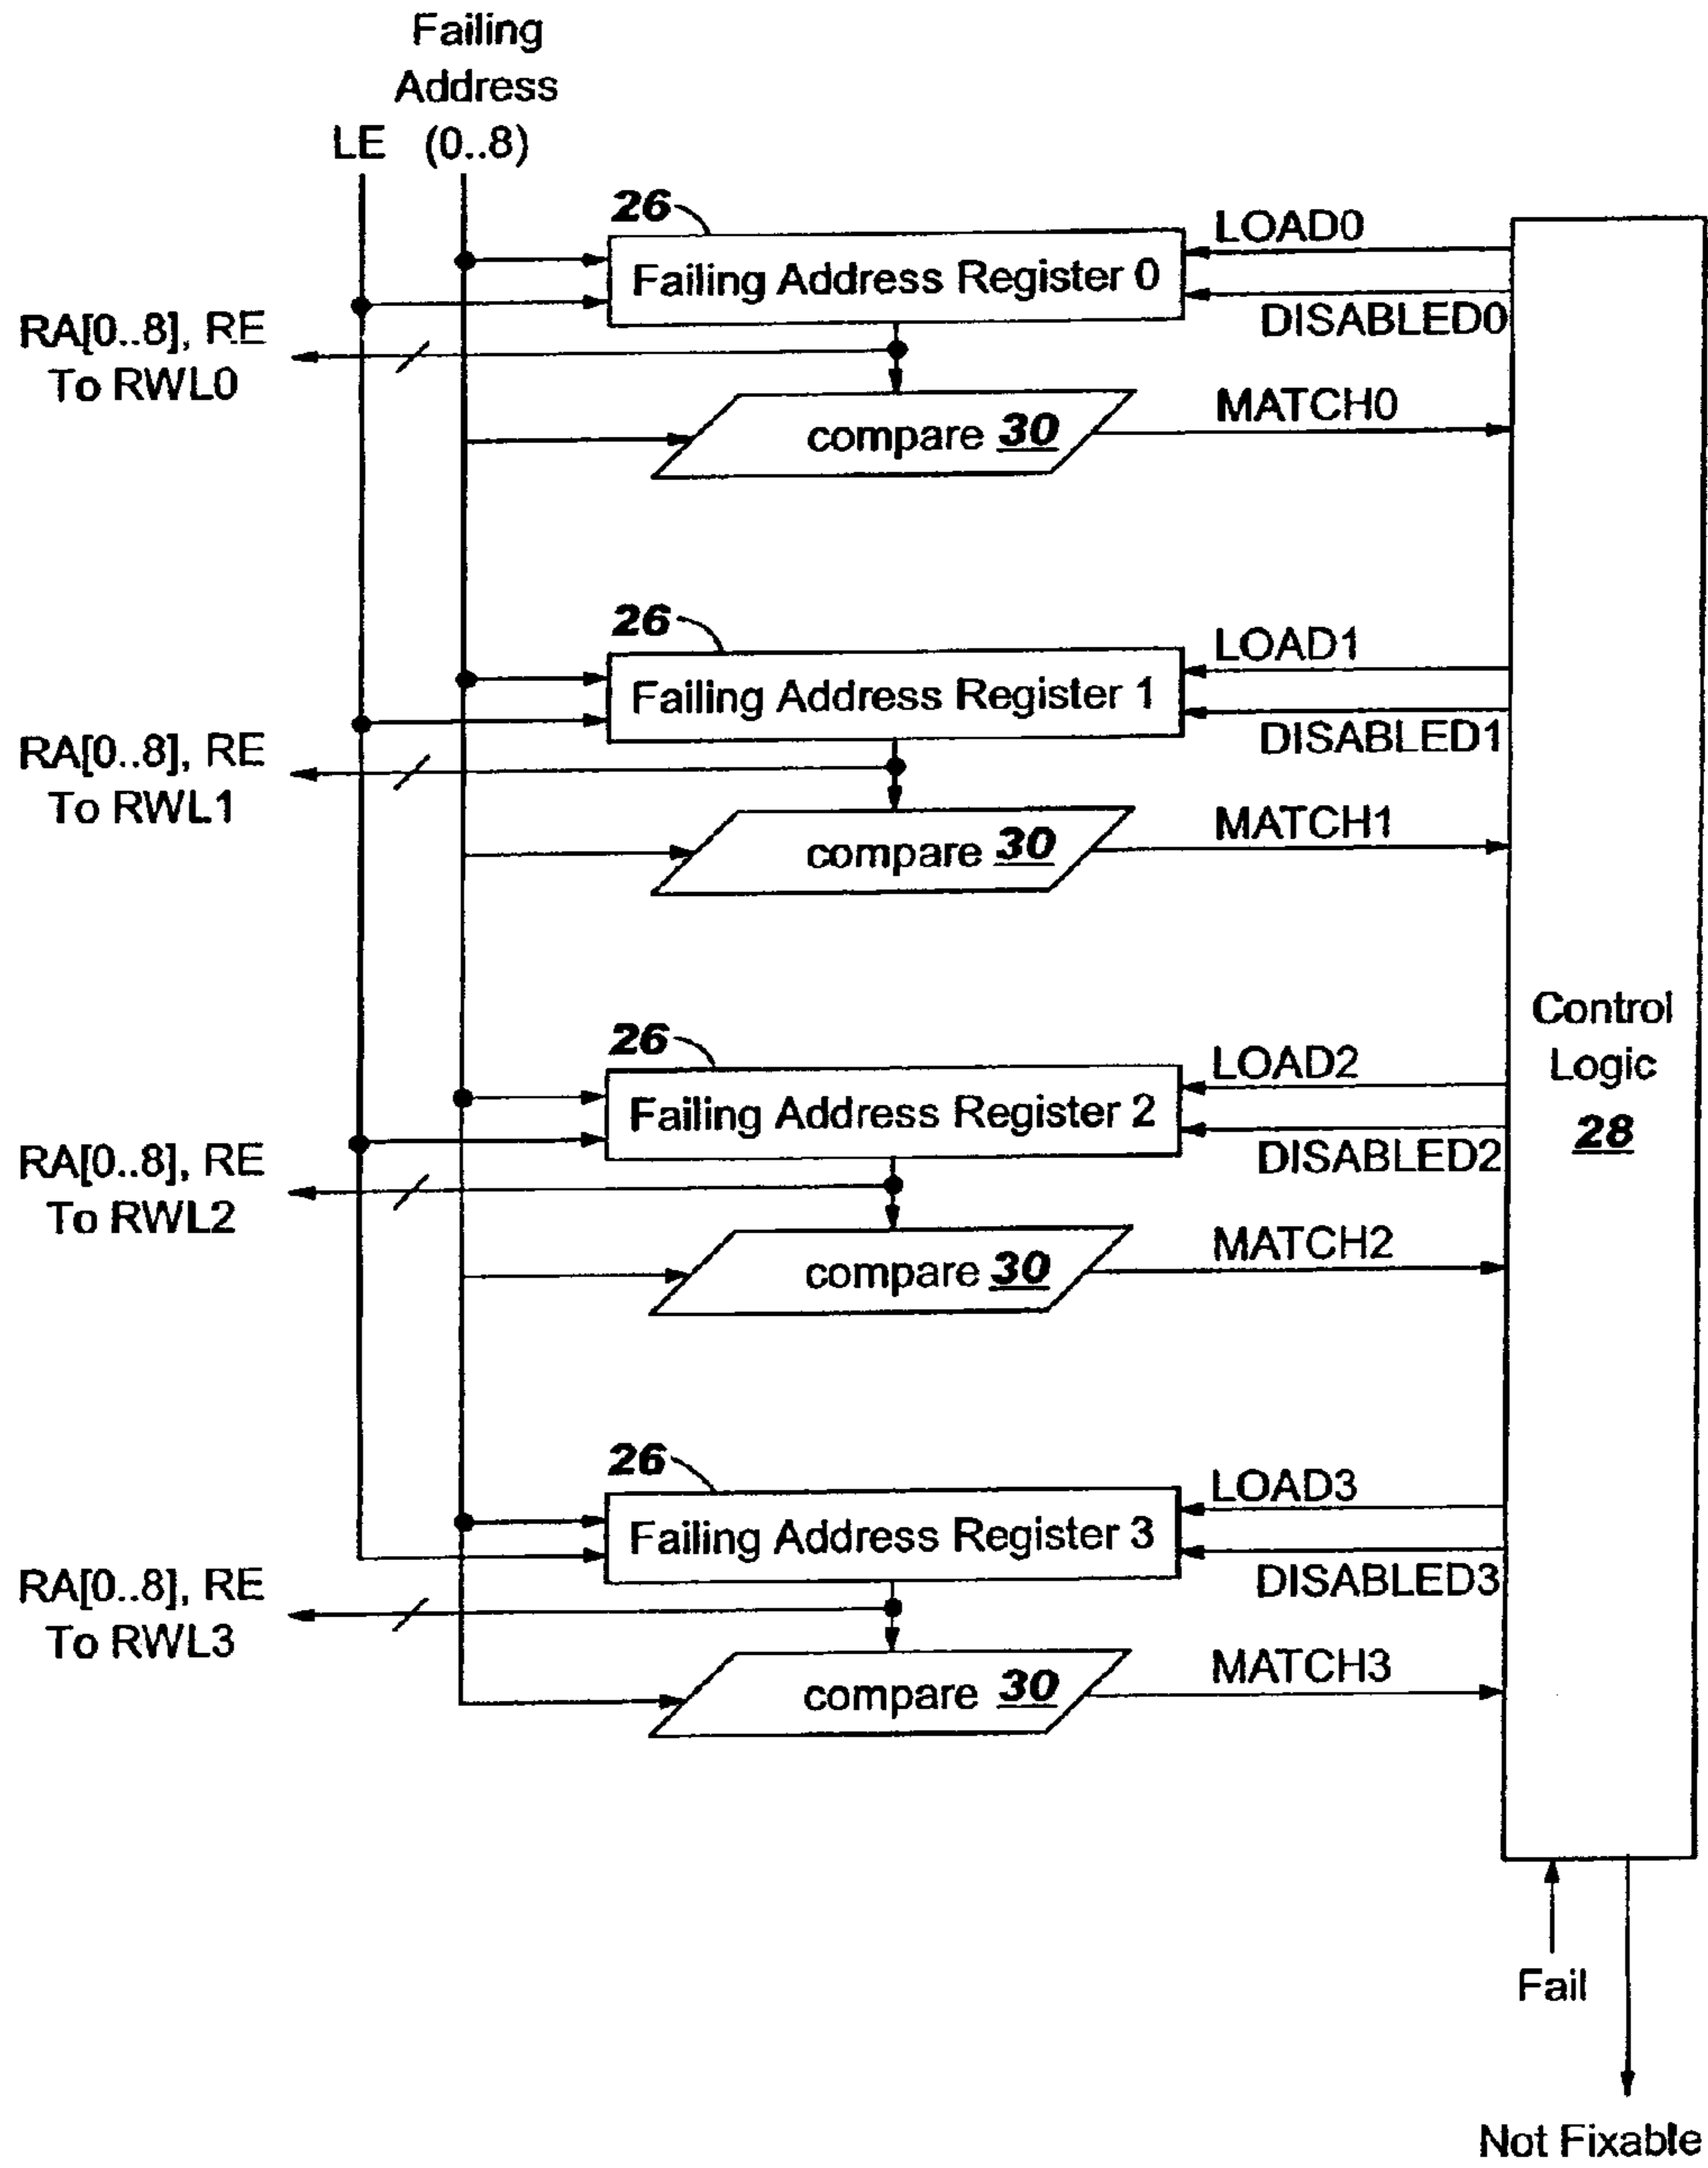 Failing
Address
LE (0..8)
26
LOAD0
Failing Address Register 0
DISABLED0
RA[0..8], RE
To RWL0
MATCH0
compare 30
26
LOAD1
Failing Address Register 1
DISABLED1
RA[0..8], RE
To RWL1
MATCH1
compare 30
Control
Logic
28
26
LOAD2
Failing Address Register 2
DISABLED2
RA[0..8], RE
To RWL2
MATCH2
compare 30
26
LOAD3
Failing Address Register 3
DISABLED3
RA[0..8], RE
To RWL3
MATCH3
compare 30
Fail
Not Fixable